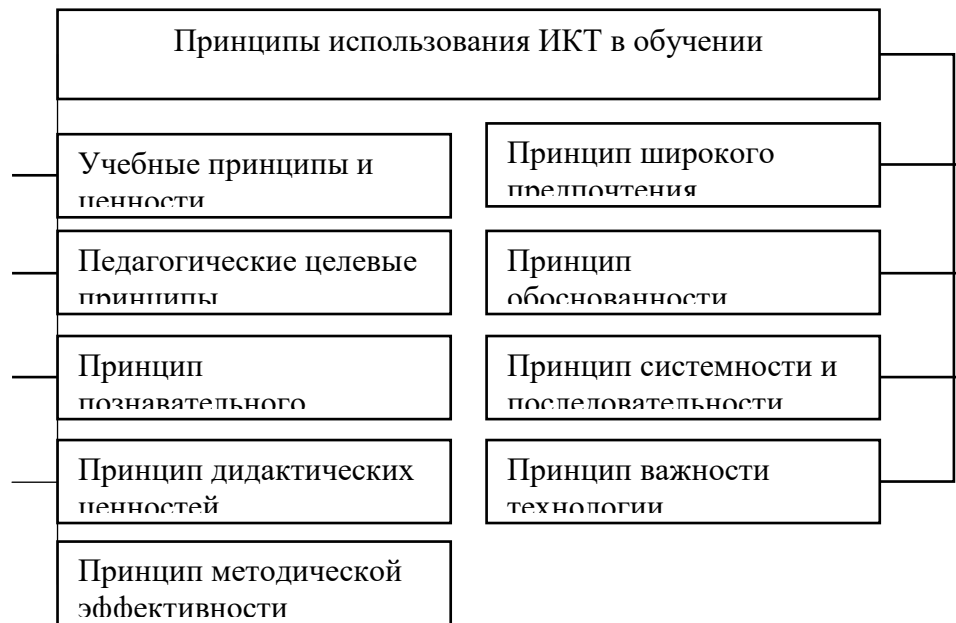 Принципы использования ИКТ в обучении
Учебные принципы и
ценности
Педагогические целевые
принципы
Принцип
познавательного
Принцип дидактических
ценностей
Принцип методической
эффективности
Принцип широкого
предпочтения
Принцип
обоснованности
Принцип системности и
последовательности
Принцип важности
технологии